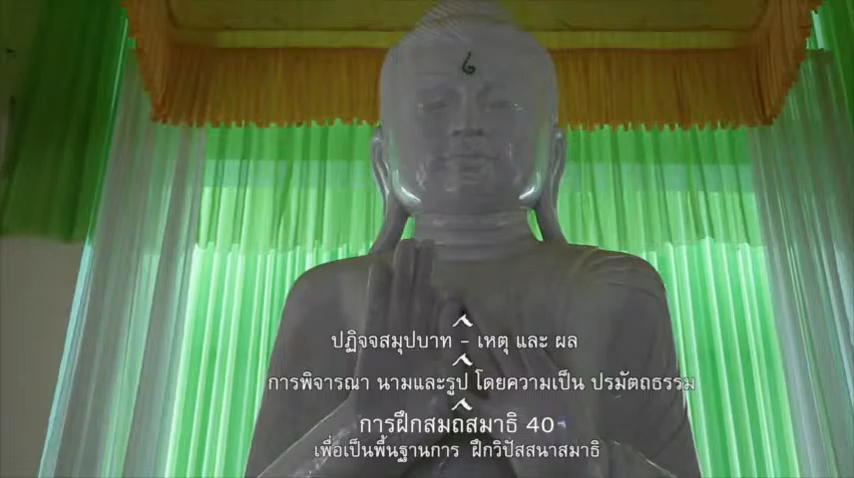 ปฏิจจสมุปบาท - เหตุ และ ผล
การพิจารณา นามและรูป โดยความเป็น ปรมัตถธรรม
การฝึกสมถสมาธิ 40
เพื่อเป็นพื้นฐานการ ฝึกวิปัสสนาสมาธิ